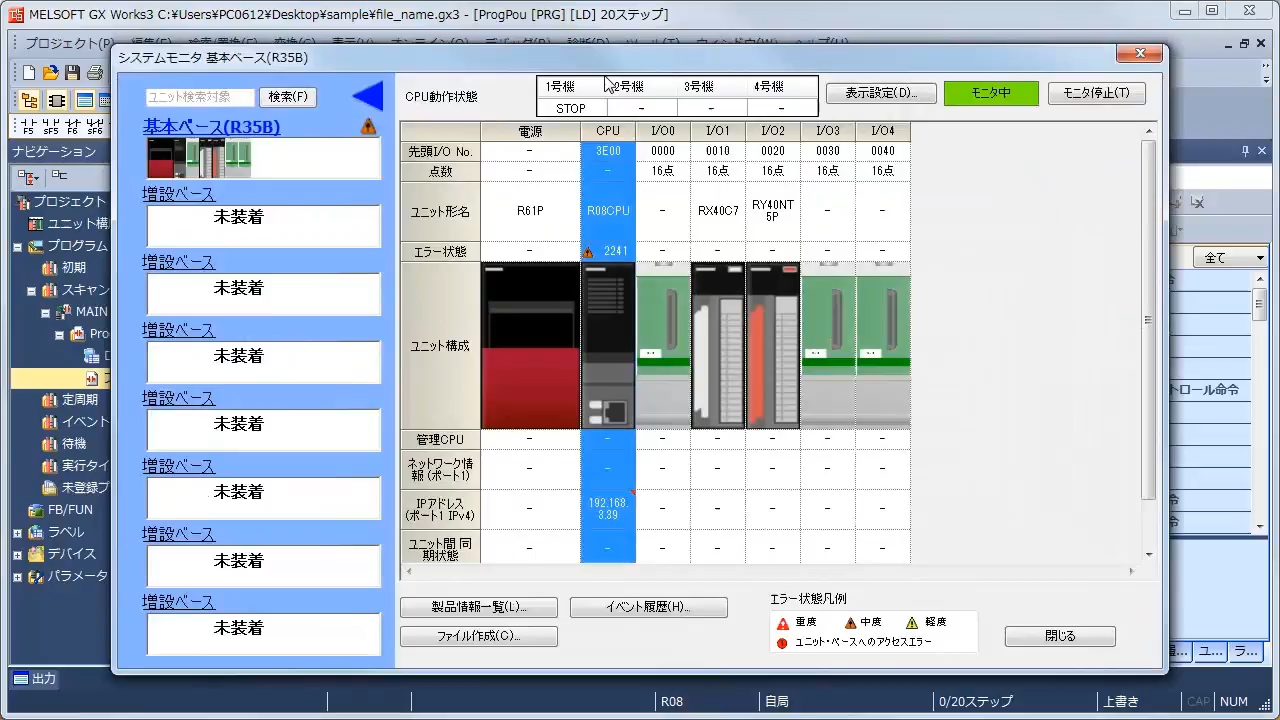 MELSOFT GX Works3 C:¥Users¥PC0612¥Desktop¥sample¥file_name.gx3 - [ProgPou [PRG] [LD] 20ステップ]
プロジェクト(P)
システムモニタ 基本ベース(R35B)
ユニット検索対象 検索(F)
基本ベース(R35B)
増設ベース
未装着
増設ベース
未装着
増設ベース
未装着
増設ベース
未装着
増設ベース
未装着
増設ベース
未装着
増設ベース
未装着
CPU動作状態
1号機 2号機 3号機 4号機
STOP - - -
表示設定(D)... モニタ中 モニタ停止(T)
電源 CPU I/O0 I/O1 I/O2 I/O3 I/O4
先頭I/O No. - 3E00 0000 0010 0020 0030 0040
点数 - - 16点 16点 16点 16点 16点
ユニット形名 R61P R08CPU - RX40C7 RY40NT5P - -
エラー状態 - 2241 - - - - -
ユニット構成
管理CPU - - - - - - -
ネットワーク情報 (ポート1) - - - - - - -
IPアドレス (ポート1 IPv4) - 192.168.3.39 - - - - -
ユニット間 同期状態 - - - - - - -
製品情報一覧(L)... イベント履歴(H)...
ファイル作成(C)...
エラー状態凡例
重度 中度 軽度
ユニット・ベースへのアクセスエラー
閉じる
F5 sF5 F6 sF6
ナビゲーション
プロジェクト
ユニット構
プログラム
初期
スキャン
MAIN
Pro
定周期
イベント
待機
実行タイ
未登録プ
FB/FUN
ラベル
デバイス
パラメータ
全て
トロール命令
ユ... ラ...
出力
R08 自局 0/20ステップ 上書き CAP NUM